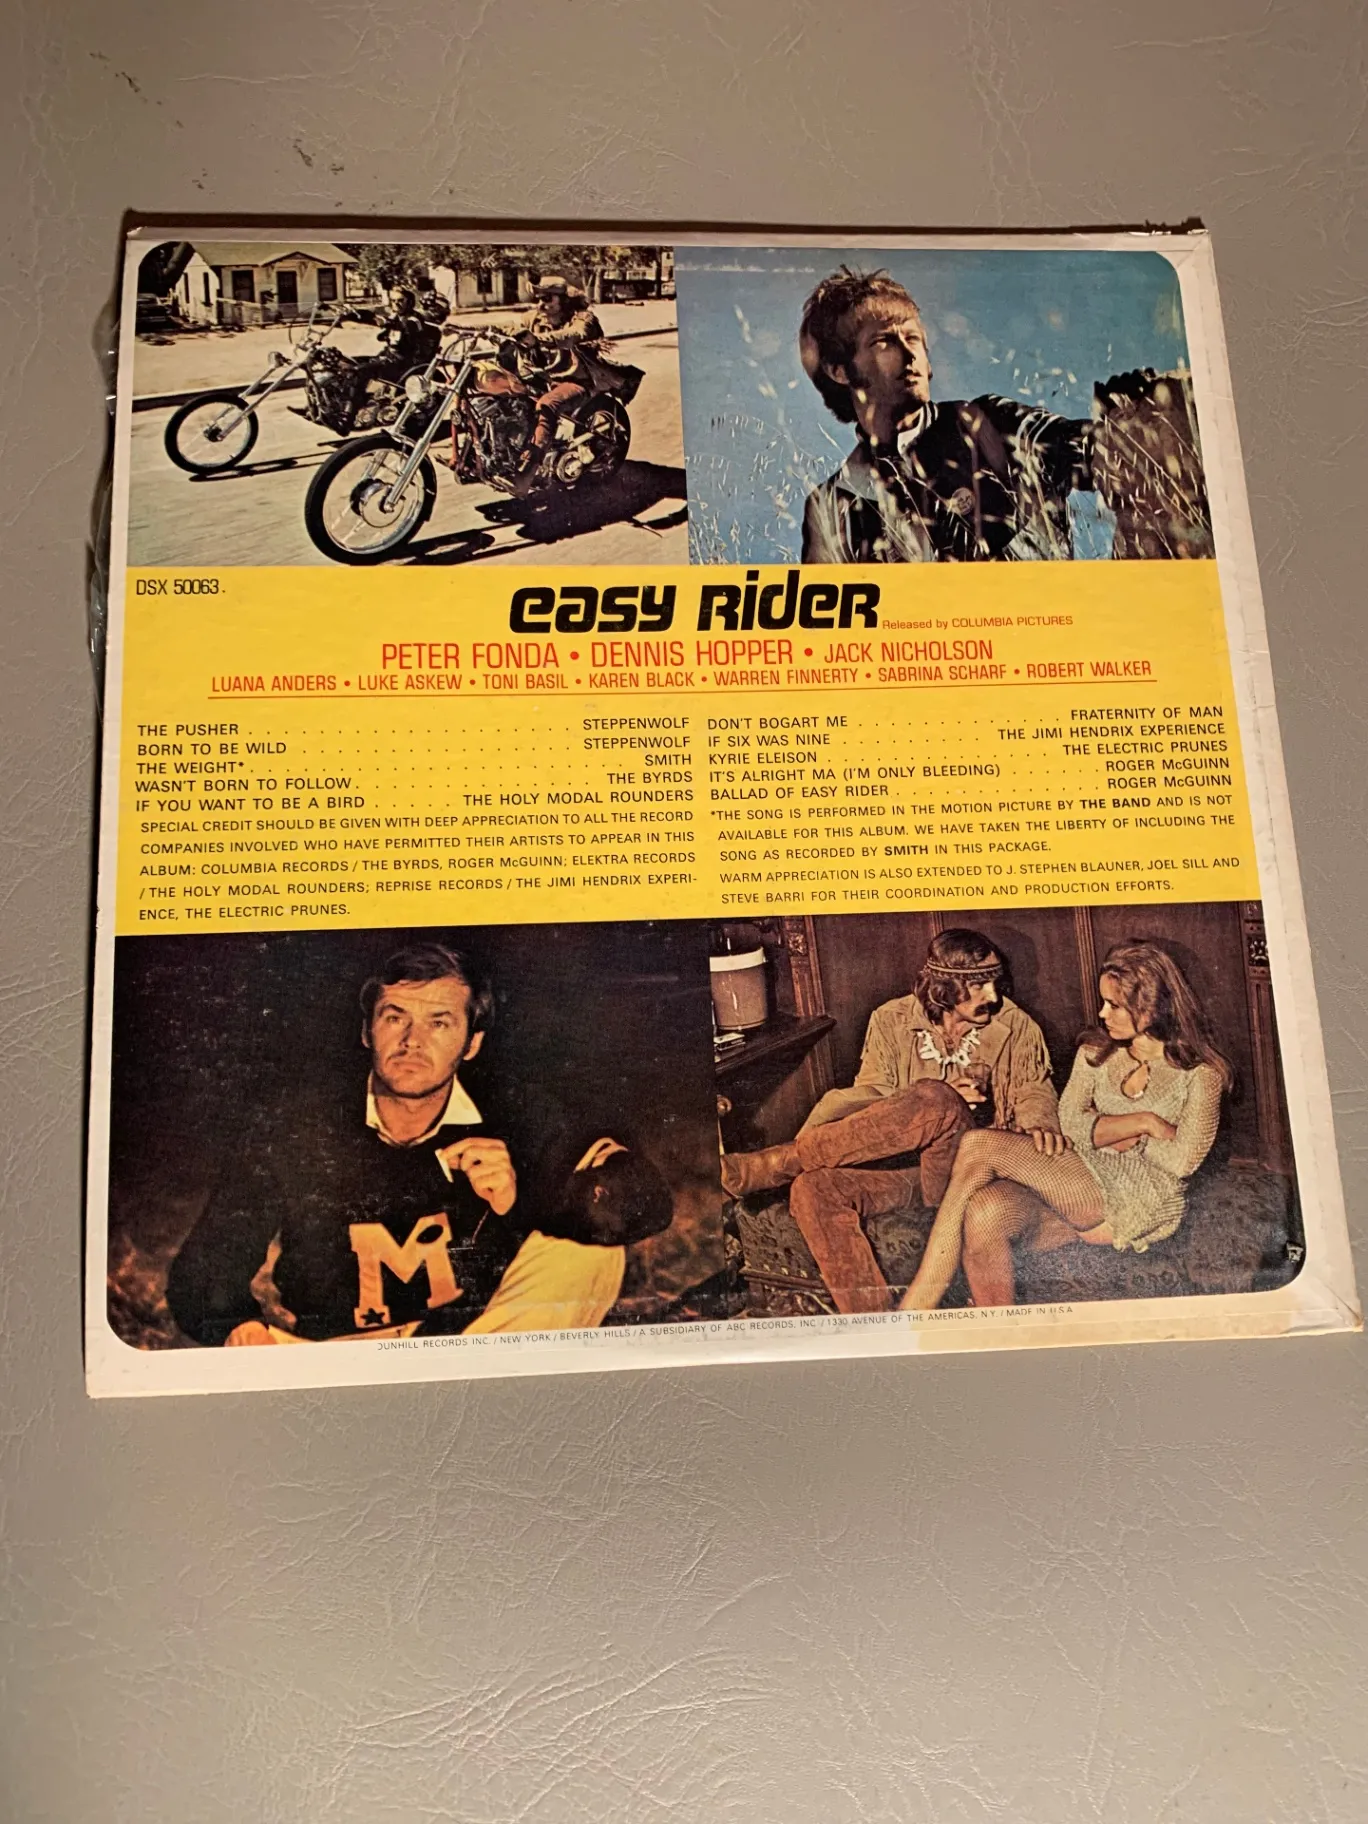 DSX 50063.
easy Rider
Released by COLUMBIA PICTURES
PETER FONDA • DENNIS HOPPER • JACK NICHOLSON
LUANA ANDERS • LUKE ASKEW • TONI BASIL • KAREN BLACK • WARREN FINNERTY • SABRINA SCHARF • ROBERT WALKER
THE PUSHER . . . . . . . . . . . . . . . . . . . STEPPENWOLF
BORN TO BE WILD . . . . . . . . . . . . . . . . STEPPENWOLF
THE WEIGHT* . . . . . . . . . . . . . . . . . . . . . . SMITH
WASN'T BORN TO FOLLOW . . . . . . . . . . . . . . THE BYRDS
IF YOU WANT TO BE A BIRD . . . . . THE HOLY MODAL ROUNDERS
SPECIAL CREDIT SHOULD BE GIVEN WITH DEEP APPRECIATION TO ALL THE RECORD
COMPANIES INVOLVED WHO HAVE PERMITTED THEIR ARTISTS TO APPEAR IN THIS
ALBUM: COLUMBIA RECORDS / THE BYRDS, ROGER McGUINN; ELEKTRA RECORDS
/ THE HOLY MODAL ROUNDERS; REPRISE RECORDS / THE JIMI HENDRIX EXPERI-
ENCE, THE ELECTRIC PRUNES.
DON'T BOGART ME . . . . . . . . . . . . . FRATERNITY OF MAN
IF SIX WAS NINE . . . . . . . . . THE JIMI HENDRIX EXPERIENCE
KYRIE ELEISON . . . . . . . . . . . . . . THE ELECTRIC PRUNES
IT'S ALRIGHT MA (I'M ONLY BLEEDING) . . . . . . ROGER McGUINN
BALLAD OF EASY RIDER . . . . . . . . . . . . . ROGER McGUINN
*THE SONG IS PERFORMED IN THE MOTION PICTURE BY THE BAND AND IS NOT
AVAILABLE FOR THIS ALBUM. WE HAVE TAKEN THE LIBERTY OF INCLUDING THE
SONG AS RECORDED BY SMITH IN THIS PACKAGE.
WARM APPRECIATION IS ALSO EXTENDED TO J. STEPHEN BLAUNER, JOEL SILL AND
STEVE BARRI FOR THEIR COORDINATION AND PRODUCTION EFFORTS.
M
DUNHILL RECORDS INC. / NEW YORK / BEVERLY HILLS / A SUBSIDIARY OF ABC RECORDS, INC. / 1330 AVENUE OF THE AMERICAS, N.Y. / MADE IN U.S.A.